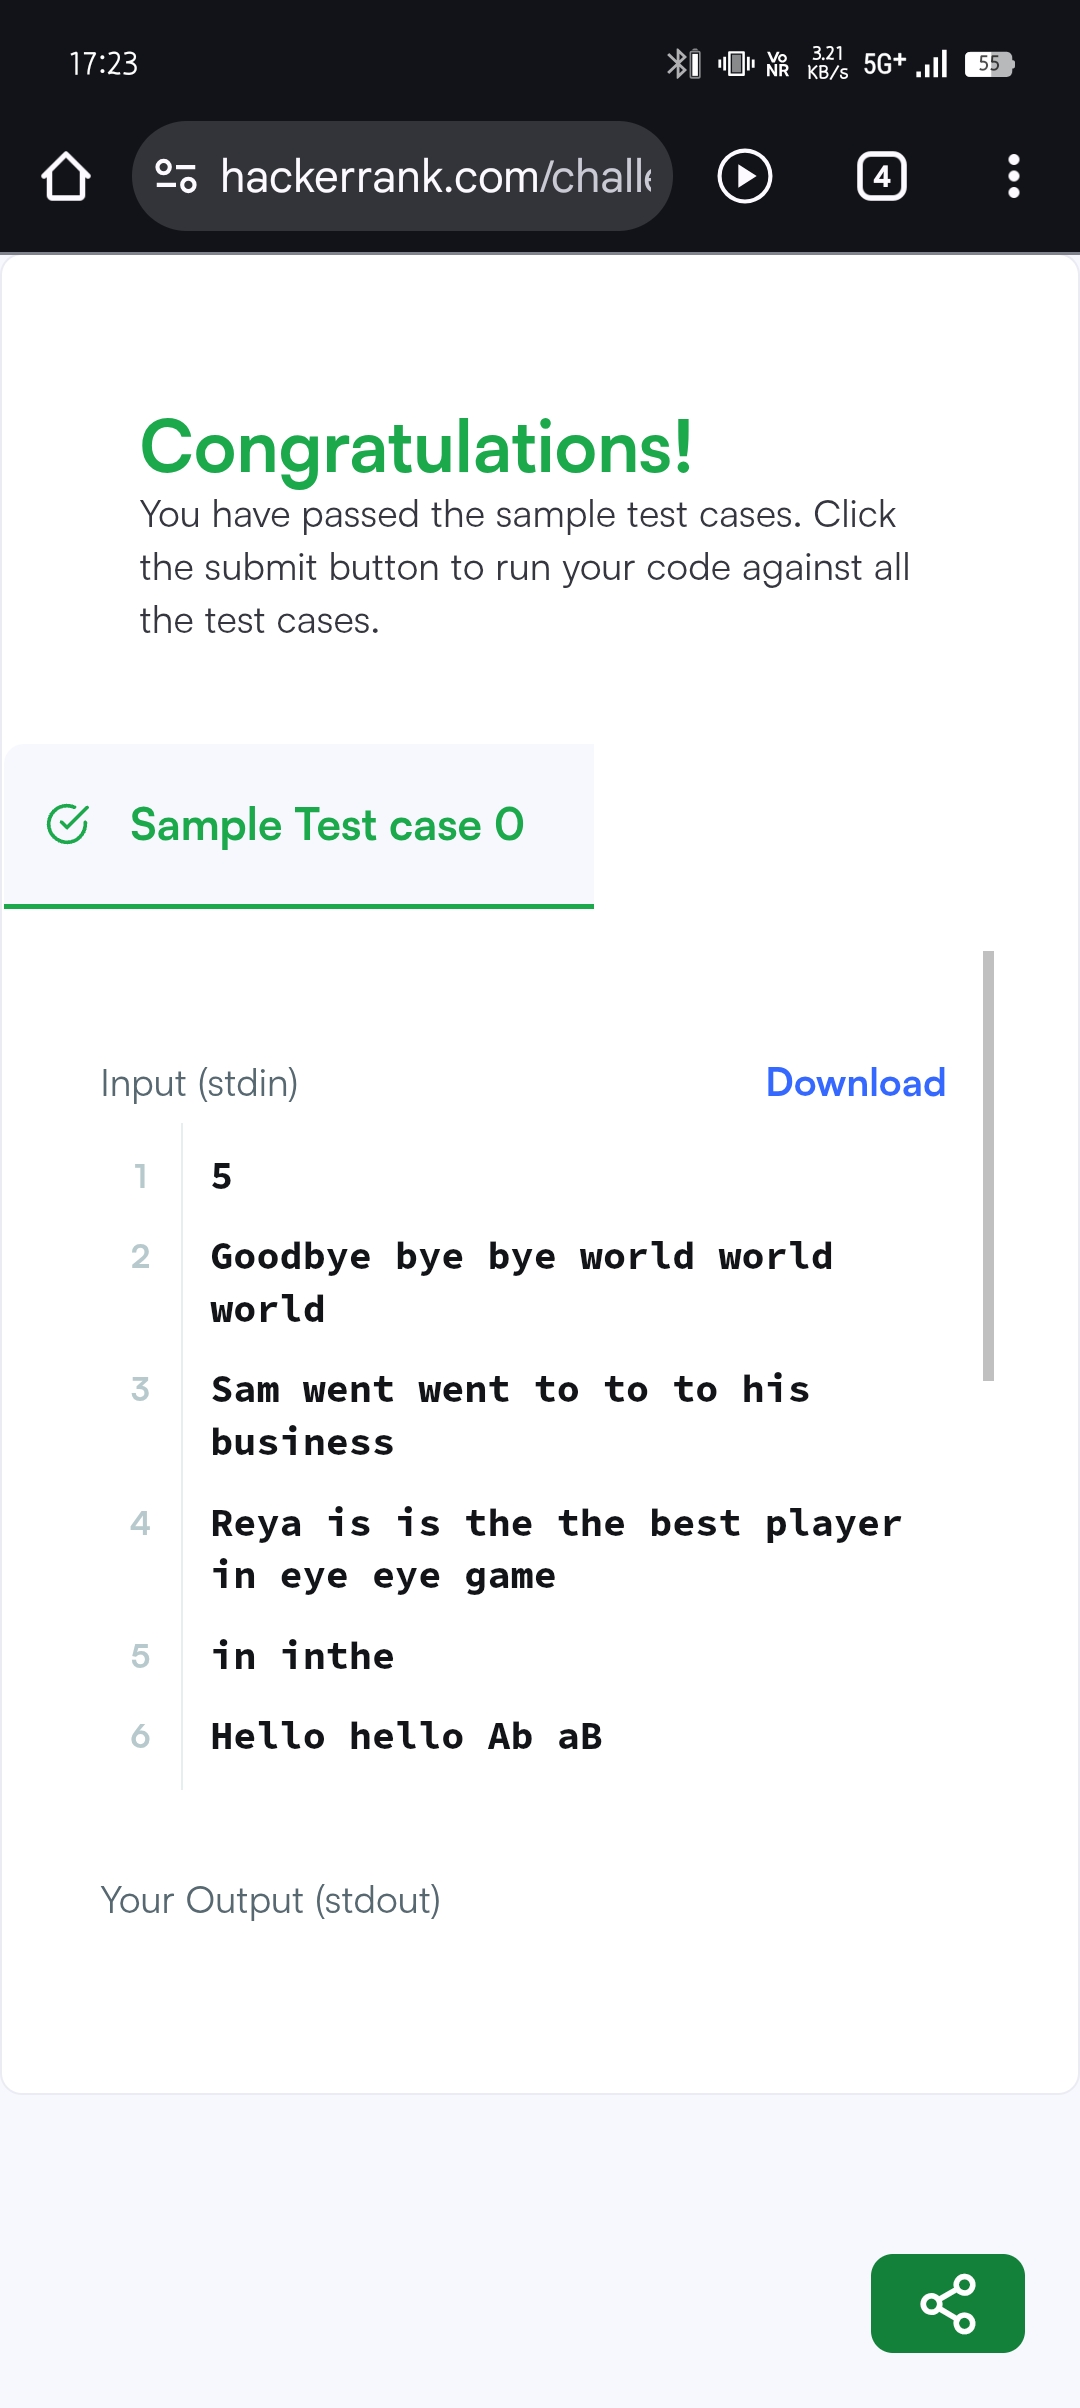 17:23
Vo
NR
3.21
KB/s
5G+
55
hackerrank.com/challe
4
Congratulations!
You have passed the sample test cases. Click
the submit button to run your code against all
the test cases.
Sample Test case 0
Input (stdin)
Download
1 5
2 Goodbye bye bye world world
world
3 Sam went went to to to his
business
4 Reya is is the the best player
in eye eye game
5 in inthe
6 Hello hello Ab aB
Your Output (stdout)